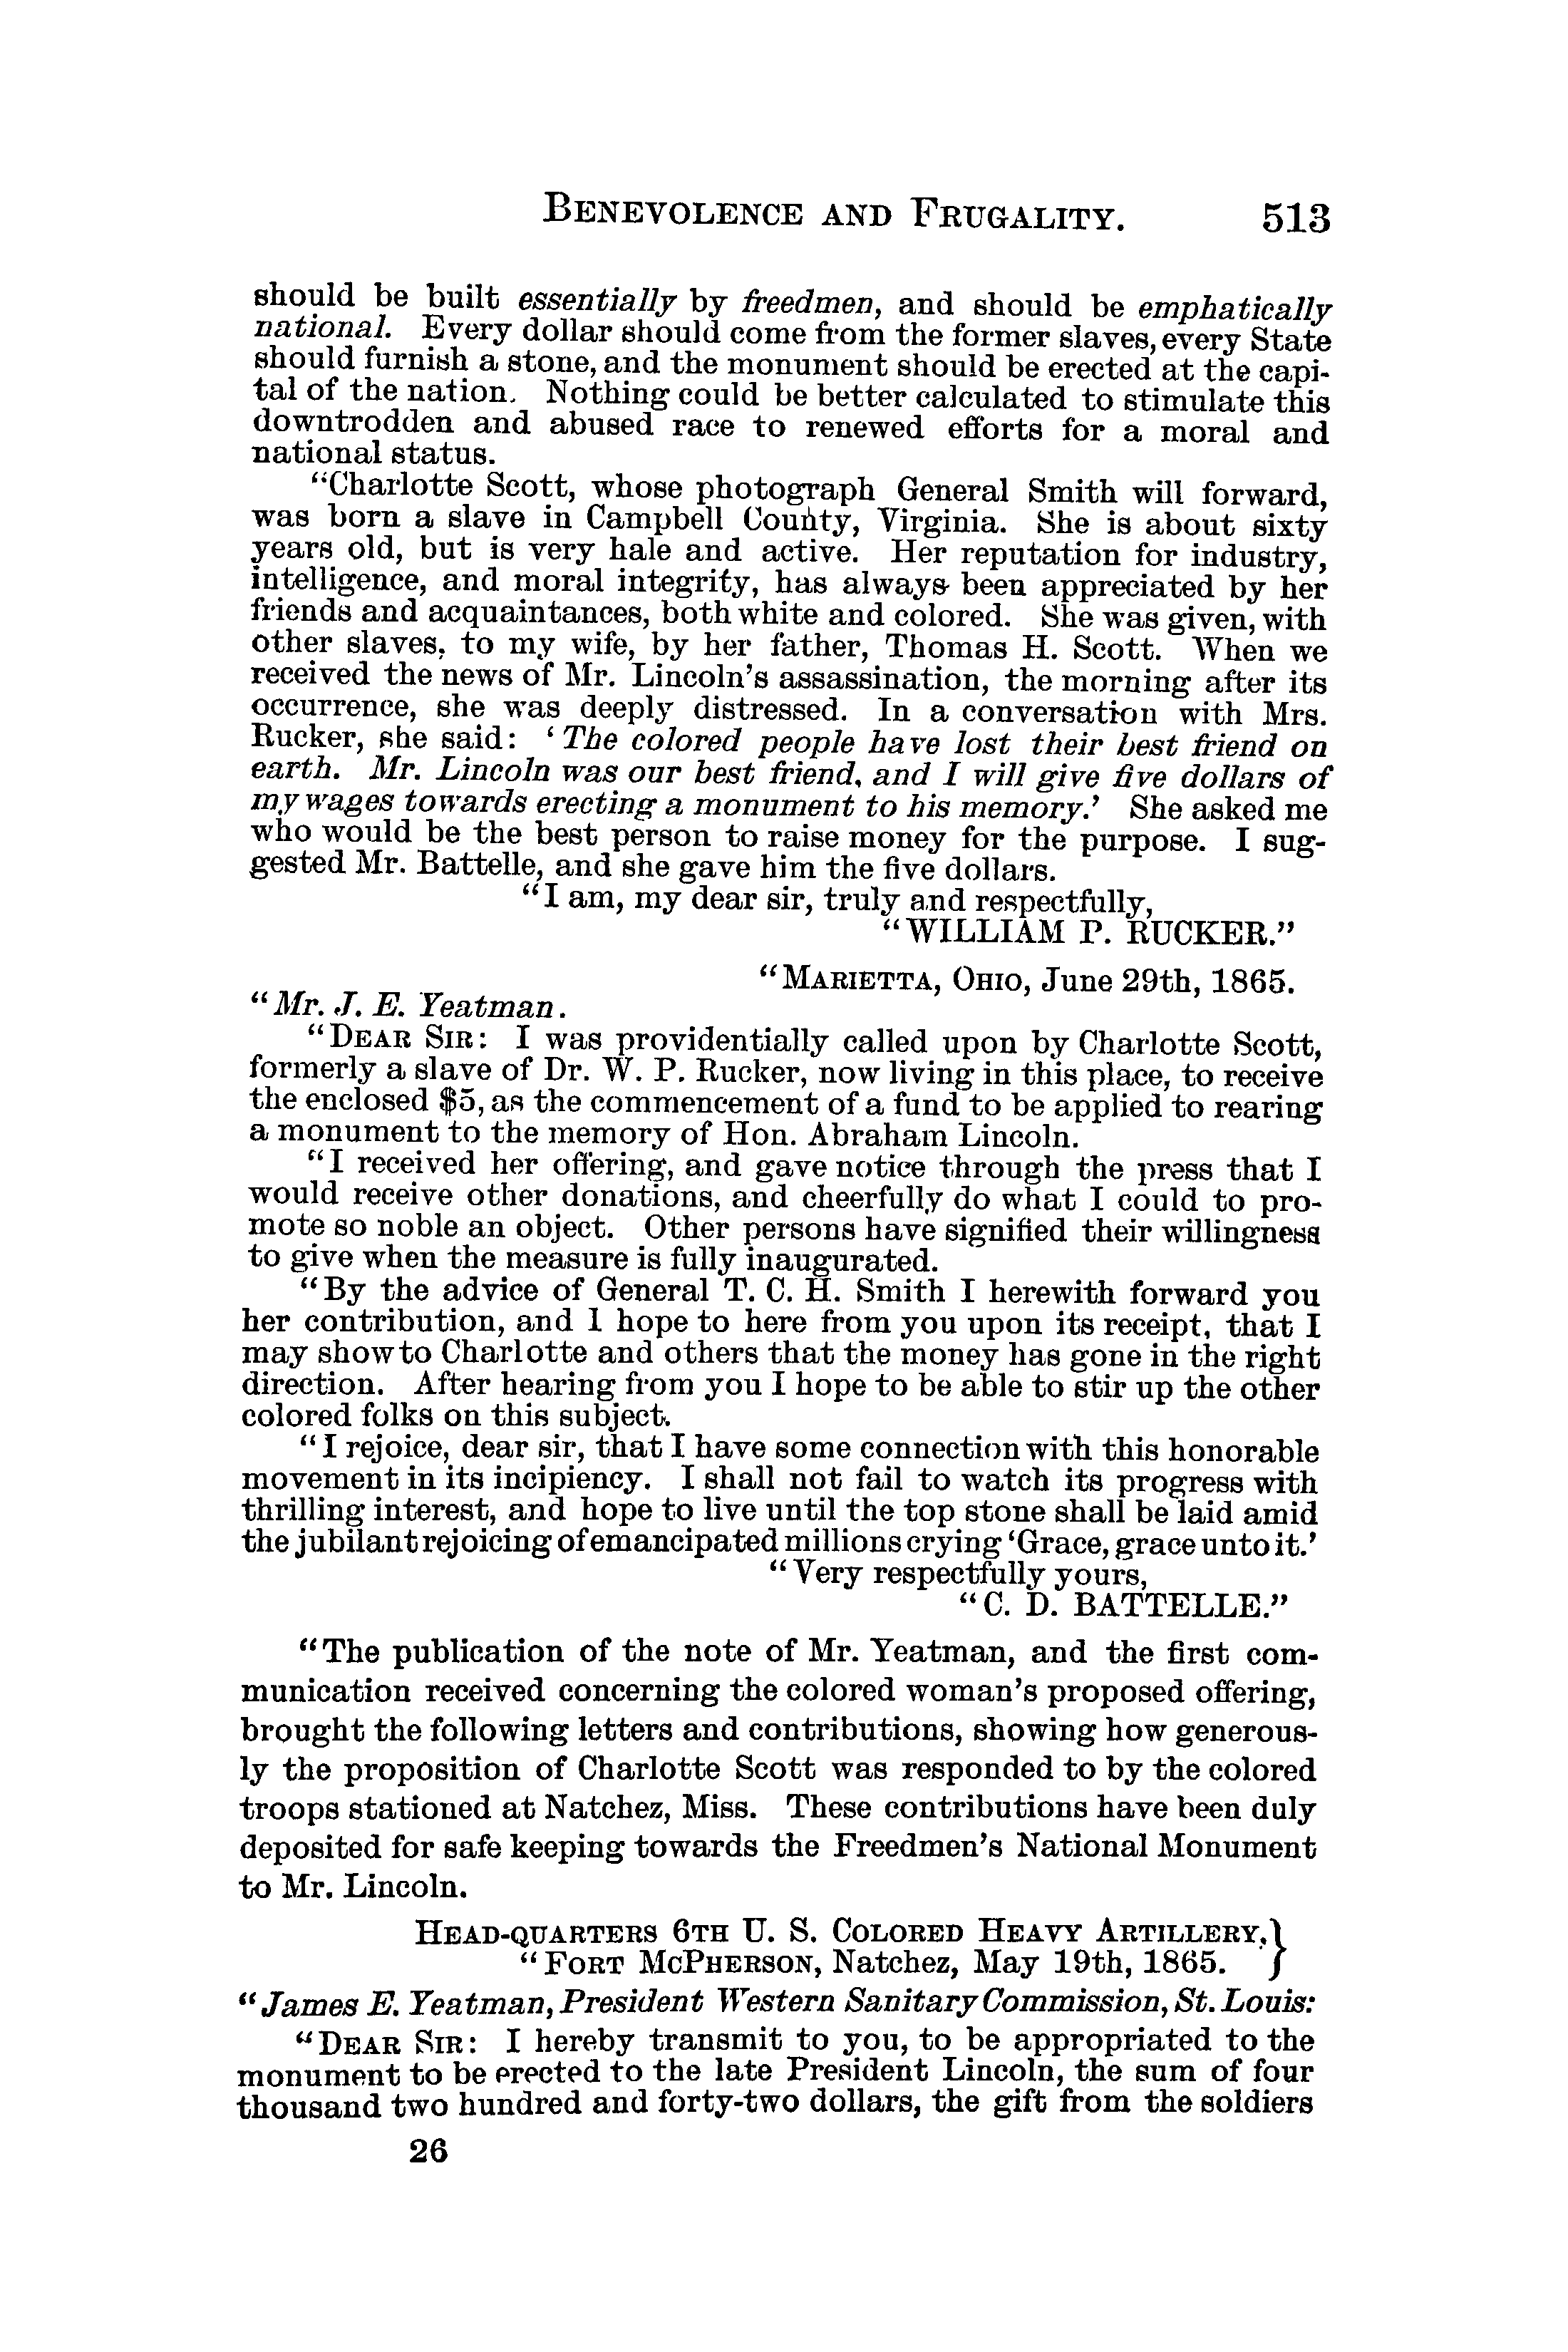 BENEVOLENCE AND FRUGALITY. 513
should be built essentially by freedmen, and should be emphatically
national. Every dollar should come from the former slaves, every State
should furnish a stone, and the monument should be erected at the capi-
tal of the nation. Nothing could be better calculated to stimulate this
downtrodden and abused race to renewed efforts for a moral and
national status.
"Charlotte Scott, whose photograph General Smith will forward,
was born a slave in Campbell County, Virginia. She is about sixty
years old, but is very hale and active. Her reputation for industry,
intelligence, and moral integrity, has always been appreciated by her
friends and acquaintances, both white and colored. She was given, with
other slaves, to my wife, by her father, Thomas H. Scott. When we
received the news of Mr. Lincoln's assassination, the morning after its
occurrence, she was deeply distressed. In a conversation with Mrs.
Rucker, she said: 'The colored people have lost their best friend on
earth. Mr. Lincoln was our best friend, and I will give five dollars of
my wages towards erecting a monument to his memory.' She asked me
who would be the best person to raise money for the purpose. I sug-
gested Mr. Battelle, and she gave him the five dollars.
"I am, my dear sir, truly and respectfully,
"WILLIAM P. RUCKER."
"MARIETTA, OHIO, June 29th, 1865.
"Mr. J. E. Yeatman.
"DEAR SIR: I was providentially called upon by Charlotte Scott,
formerly a slave of Dr. W. P. Rucker, now living in this place, to receive
the enclosed $5, as the commencement of a fund to be applied to rearing
a monument to the memory of Hon. Abraham Lincoln.
"I received her offering, and gave notice through the press that I
would receive other donations, and cheerfully do what I could to pro-
mote so noble an object. Other persons have signified their willingness
to give when the measure is fully inaugurated.
"By the advice of General T. C. H. Smith I herewith forward you
her contribution, and I hope to here from you upon its receipt, that I
may show to Charlotte and others that the money has gone in the right
direction. After hearing from you I hope to be able to stir up the other
colored folks on this subject.
"I rejoice, dear sir, that I have some connection with this honorable
movement in its incipiency. I shall not fail to watch its progress with
thrilling interest, and hope to live until the top stone shall be laid amid
the jubilant rejoicing of emancipated millions crying 'Grace, grace unto it.'
"Very respectfully yours,
"C. D. BATTELLE."
"The publication of the note of Mr. Yeatman, and the first com-
munication received concerning the colored woman's proposed offering,
brought the following letters and contributions, showing how generous-
ly the proposition of Charlotte Scott was responded to by the colored
troops stationed at Natchez, Miss. These contributions have been duly
deposited for safe keeping towards the Freedmen's National Monument
to Mr. Lincoln.
HEAD-QUARTERS 6TH U. S. COLORED HEAVY ARTILLERY, }
"FORT MCPHERSON, Natchez, May 19th, 1865. }
"James E. Yeatman, President Western Sanitary Commission, St. Louis:
"DEAR SIR: I hereby transmit to you, to be appropriated to the
monument to be erected to the late President Lincoln, the sum of four
thousand two hundred and forty-two dollars, the gift from the soldiers
26